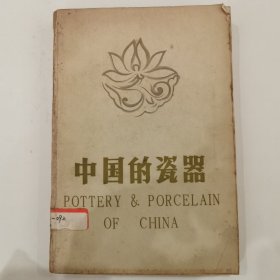 中国的瓷器
POTTERY & PORCELAIN
OF CHINA